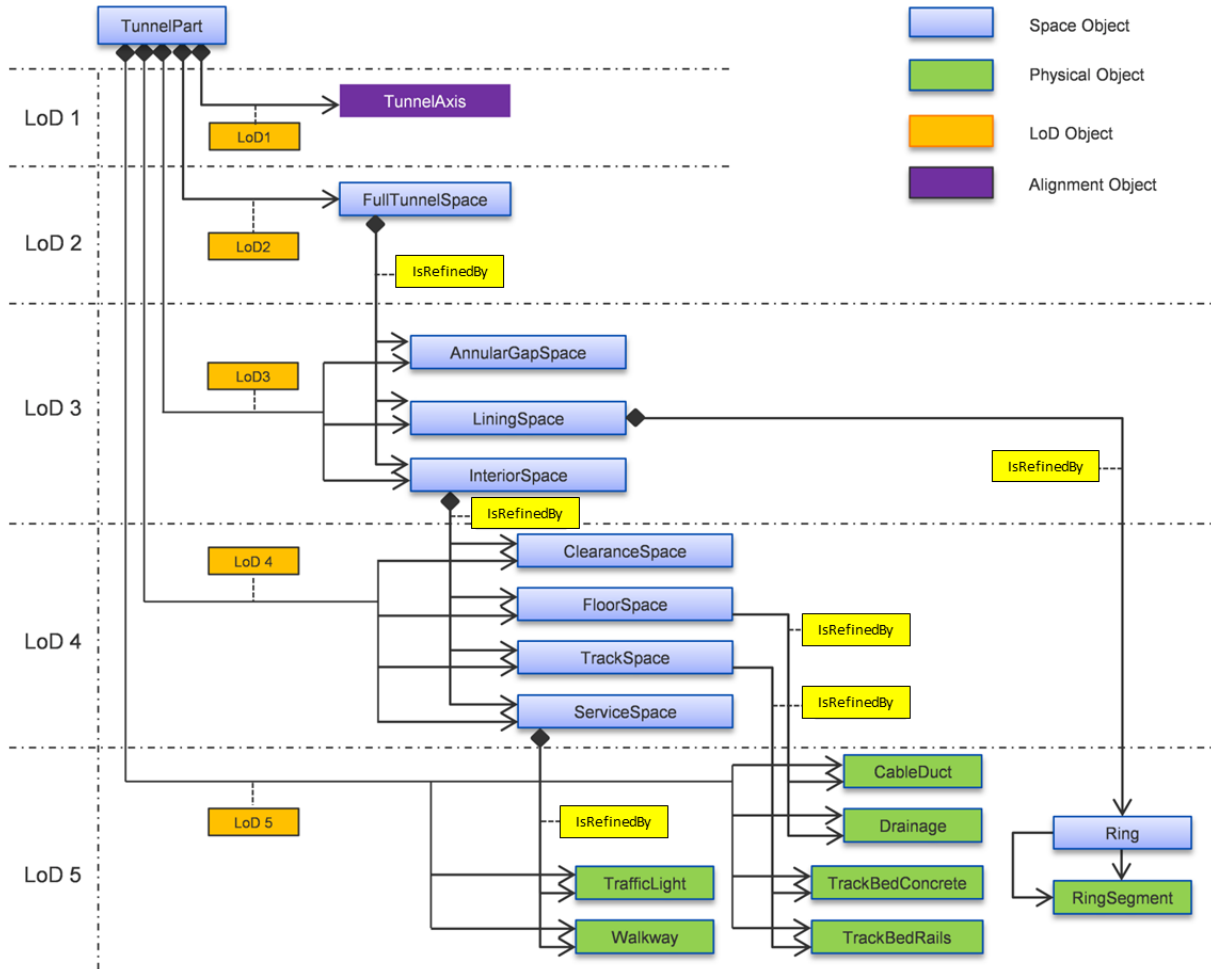 TunnelPart
Space Object
Physical Object
LoD Object
Alignment Object
LoD 1
TunnelAxis
LoD1
LoD 2
FullTunnelSpace
LoD2
IsRefinedBy
LoD 3
LoD3
AnnularGapSpace
LiningSpace
IsRefinedBy
InteriorSpace
IsRefinedBy
LoD 4
LoD 4
ClearanceSpace
FloorSpace
IsRefinedBy
TrackSpace
IsRefinedBy
ServiceSpace
LoD 5
LoD 5
IsRefinedBy
CableDuct
Drainage
Ring
TrafficLight
TrackBedConcrete
RingSegment
Walkway
TrackBedRails